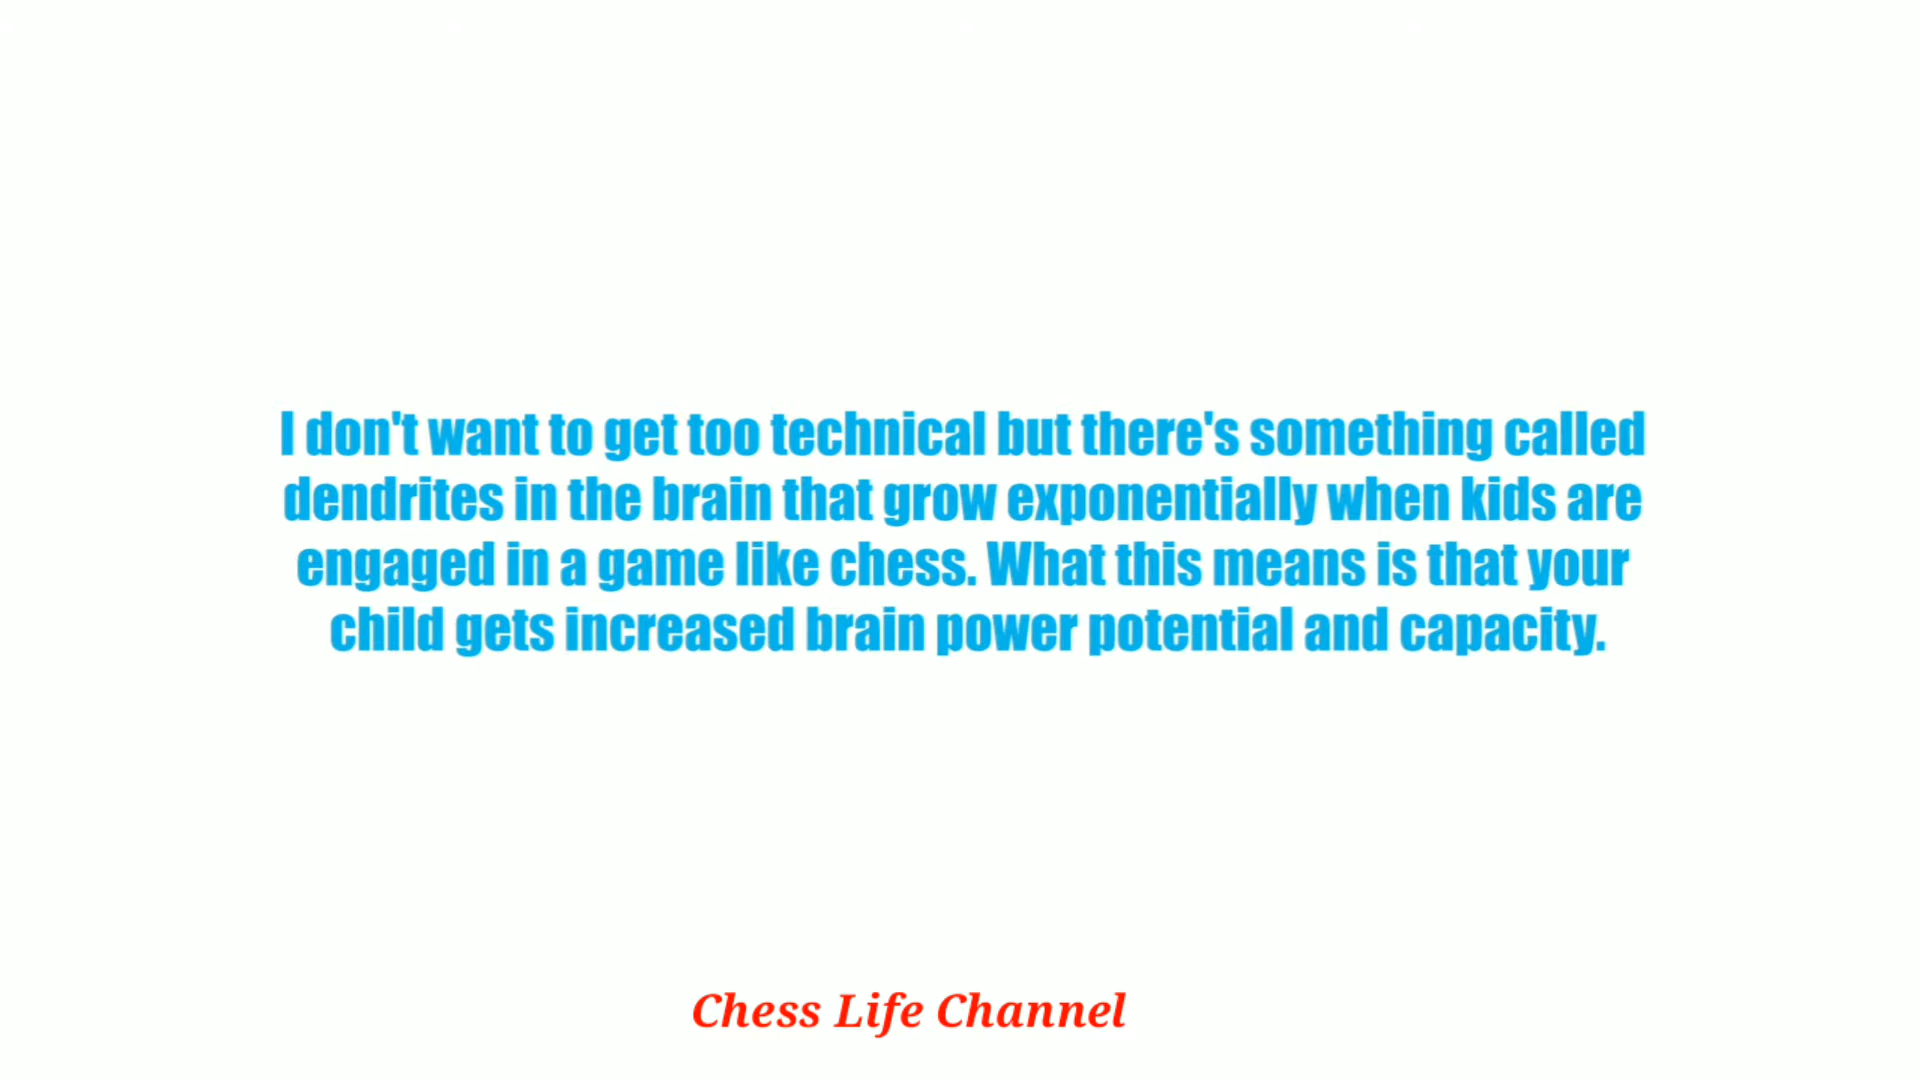 I don't want to get too technical but there's something called
dendrites in the brain that grow exponentially when kids are
engaged in a game like chess. What this means is that your
child gets increased brain power potential and capacity.
Chess Life Channel